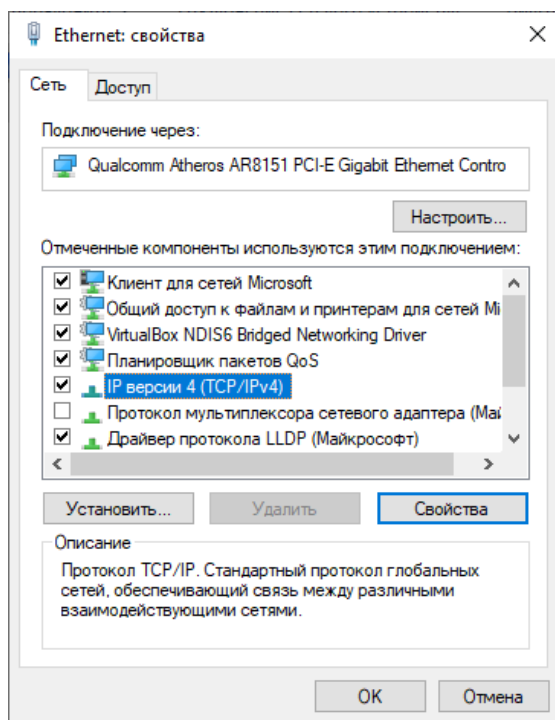 Ethernet: свойства
Сеть
Доступ
Подключение через:
Qualcomm Atheros AR8151 PCI-E Gigabit Ethernet Contro
Настроить...
Отмеченные компоненты используются этим подключением:
Клиент для сетей Microsoft
Общий доступ к файлам и принтерам для сетей Mi
VirtualBox NDIS6 Bridged Networking Driver
Планировщик пакетов QoS
IP версии 4 (TCP/IPv4)
Протокол мультиплексора сетевого адаптера (Май
Драйвер протокола LLDP (Майкрософт)
Установить...
Удалить
Свойства
Описание
Протокол TCP/IP. Стандартный протокол глобальных
сетей, обеспечивающий связь между различными
взаимодействующими сетями.
OK
Отмена